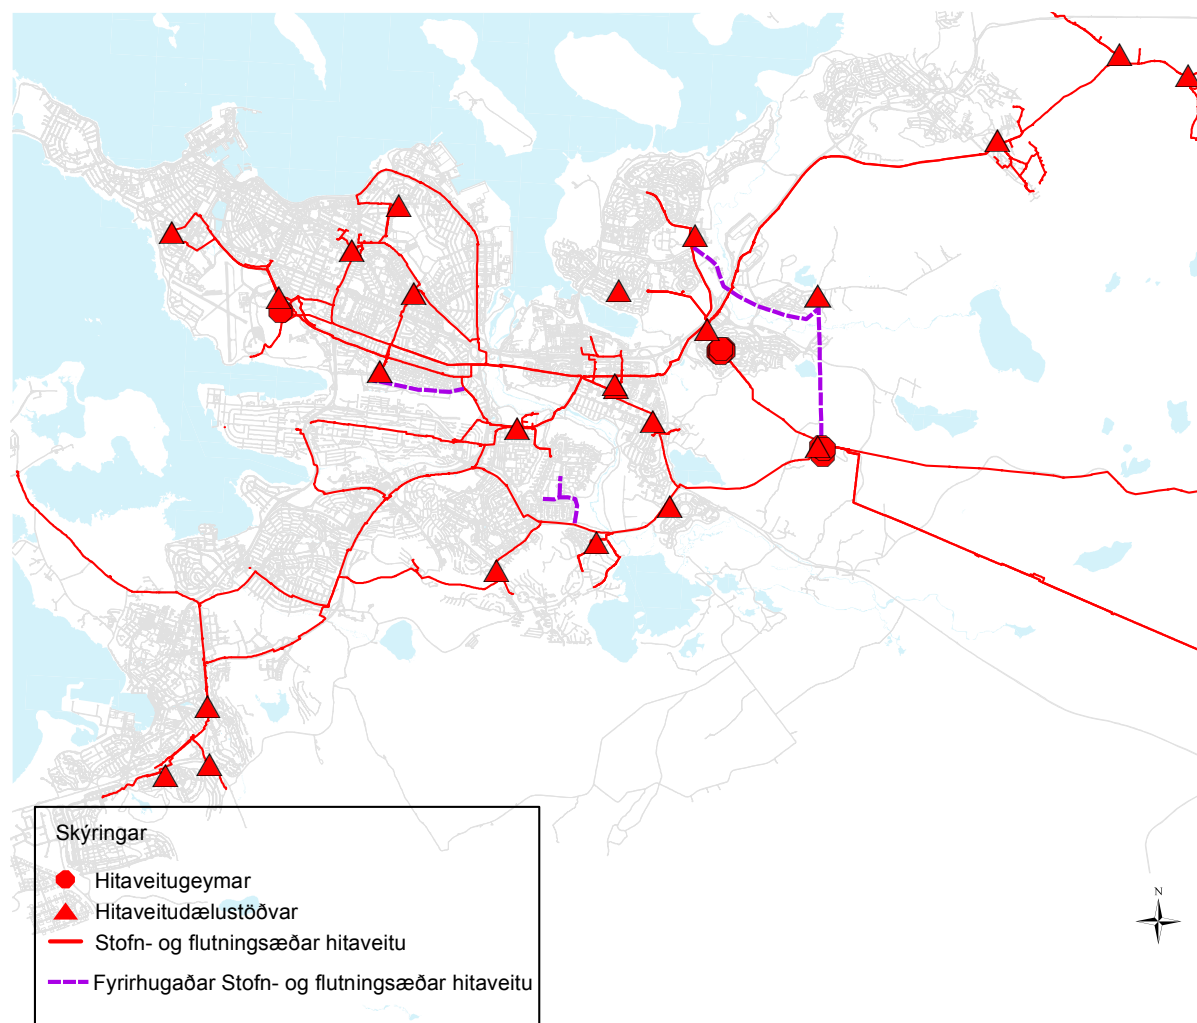 N
Skýringar
Hitaveitugeymar
Hitaveitudælustöðvar
Stofn- og flutningsæðar hitaveitu
Fyrirhugaðar Stofn- og flutningsæðar hitaveitu